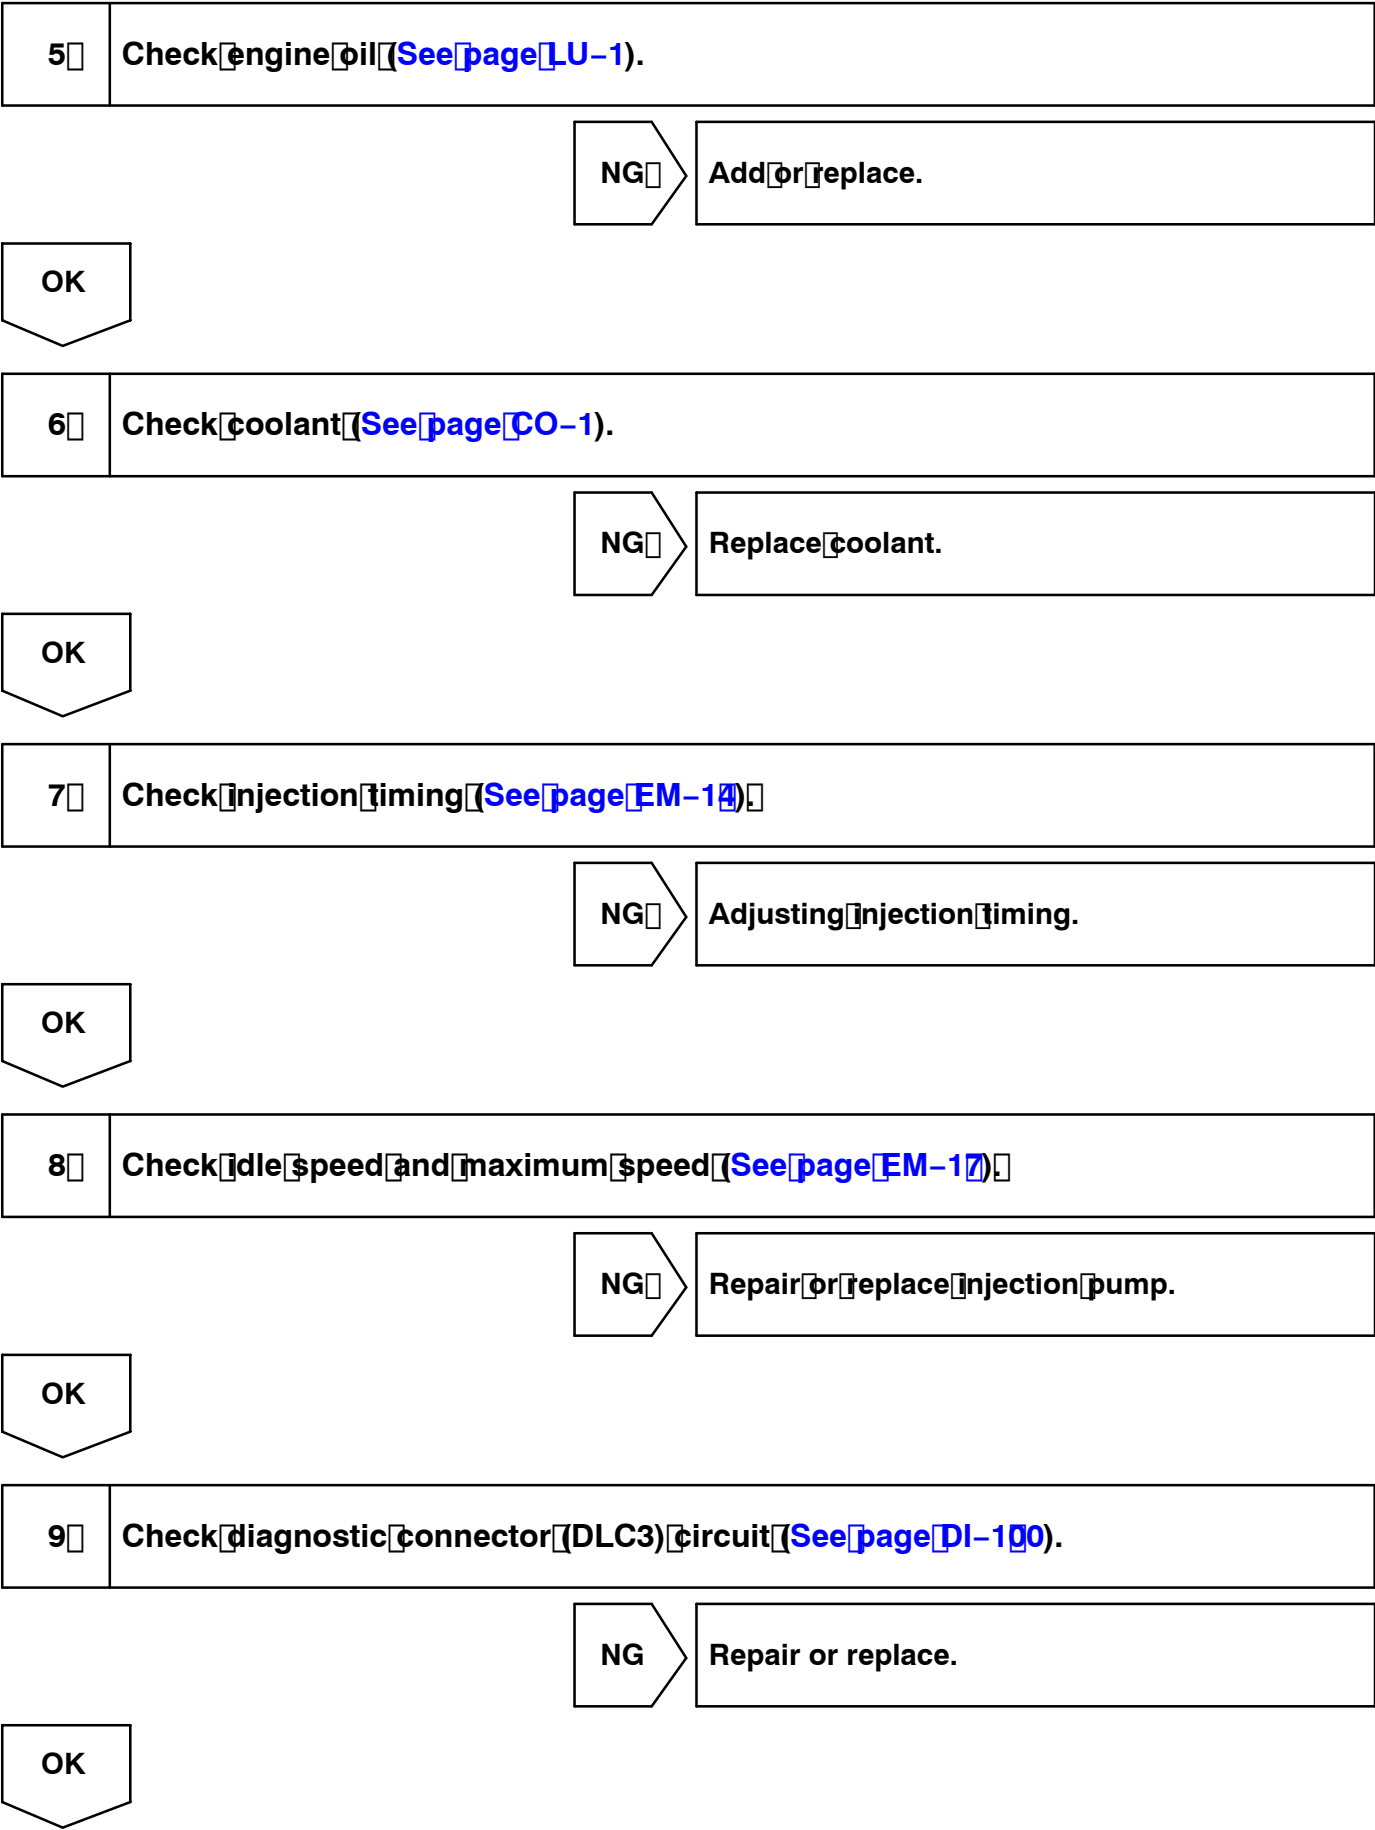 5 Check engine oil (See page LU−1).
NG Add or replace.
OK
6 Check coolant (See page CO−1).
NG Replace coolant.
OK
7 Check injection timing (See page EM−14).
NG Adjusting injection timing.
OK
8 Check idle speed and maximum speed (See page EM−17).
NG Repair or replace injection pump.
OK
9 Check diagnostic connector (DLC3) circuit (See page DI−100).
NG Repair or replace.
OK